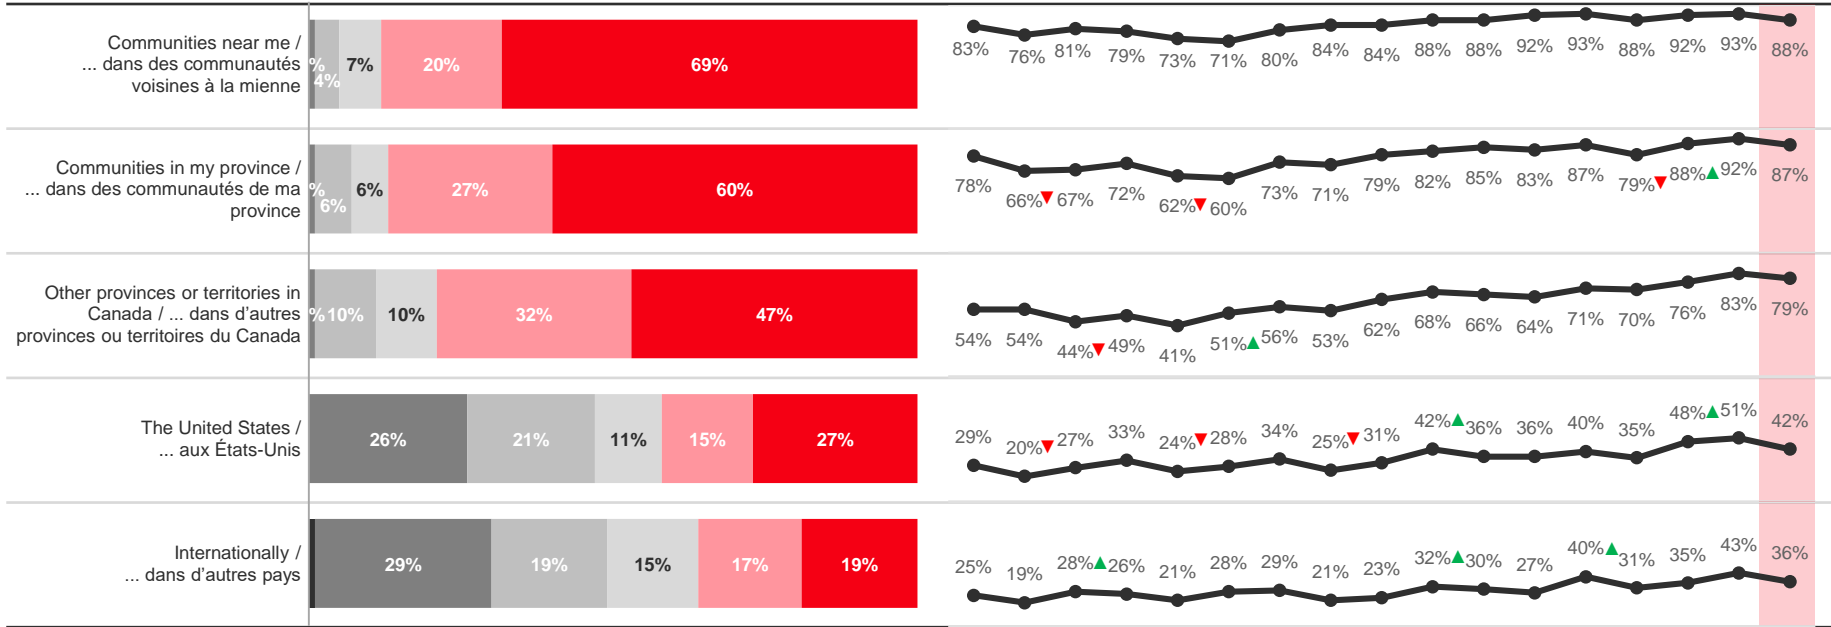 Communities near me /
... dans des communautés
voisines à la mienne
%
4%
7%
20%
69%
83% 76% 81% 79% 73% 71% 80% 84% 84% 88% 88% 92% 93% 88% 92% 93% 88%
Communities in my province /
... dans des communautés de ma
province
%
6%
6%
27%
60%
78% 66% 67% 72% 62% 60% 73% 71% 79% 82% 85% 83% 87% 79% 88% 92% 87%
Other provinces or territories in
Canada / ... dans d'autres
provinces ou territoires du Canada
%
10%
10%
32%
47%
54% 54% 44% 49% 41% 51% 56% 53% 62% 68% 66% 64% 71% 70% 76% 83% 79%
The United States /
... aux États-Unis
26%
21%
11%
15%
27%
29% 20% 27% 33% 24% 28% 34% 25% 31% 42% 36% 36% 40% 35% 48% 51% 42%
Internationally /
... dans d'autres pays
29%
19%
15%
17%
19%
25% 19% 28% 26% 21% 28% 29% 21% 23% 32% 30% 27% 40% 31% 35% 43% 36%